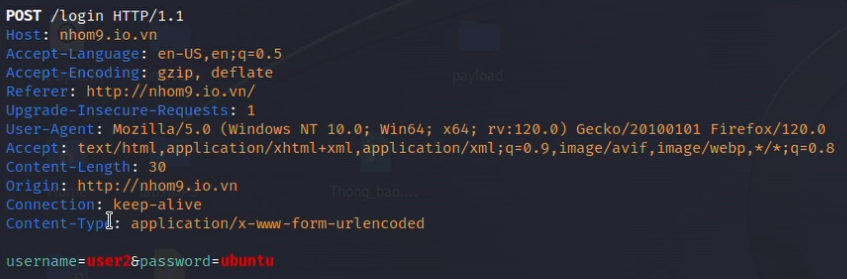 POST /login HTTP/1.1
Host: nhom9.io.vn
Accept-Language: en-US,en;q=0.5
Accept-Encoding: gzip, deflate
Referer: http://nhom9.io.vn/
Upgrade-Insecure-Requests: 1
User-Agent: Mozilla/5.0 (Windows NT 10.0; Win64; x64; rv:120.0) Gecko/20100101 Firefox/120.0
Accept: text/html,application/xhtml+xml,application/xml;q=0.9,image/avif,image/webp,*/*;q=0.8
Content-Length: 30
Origin: http://nhom9.io.vn
Connection: keep-alive
Content-Type: application/x-www-form-urlencoded
username=user2&password=ubuntu
payload
Thong_bao....